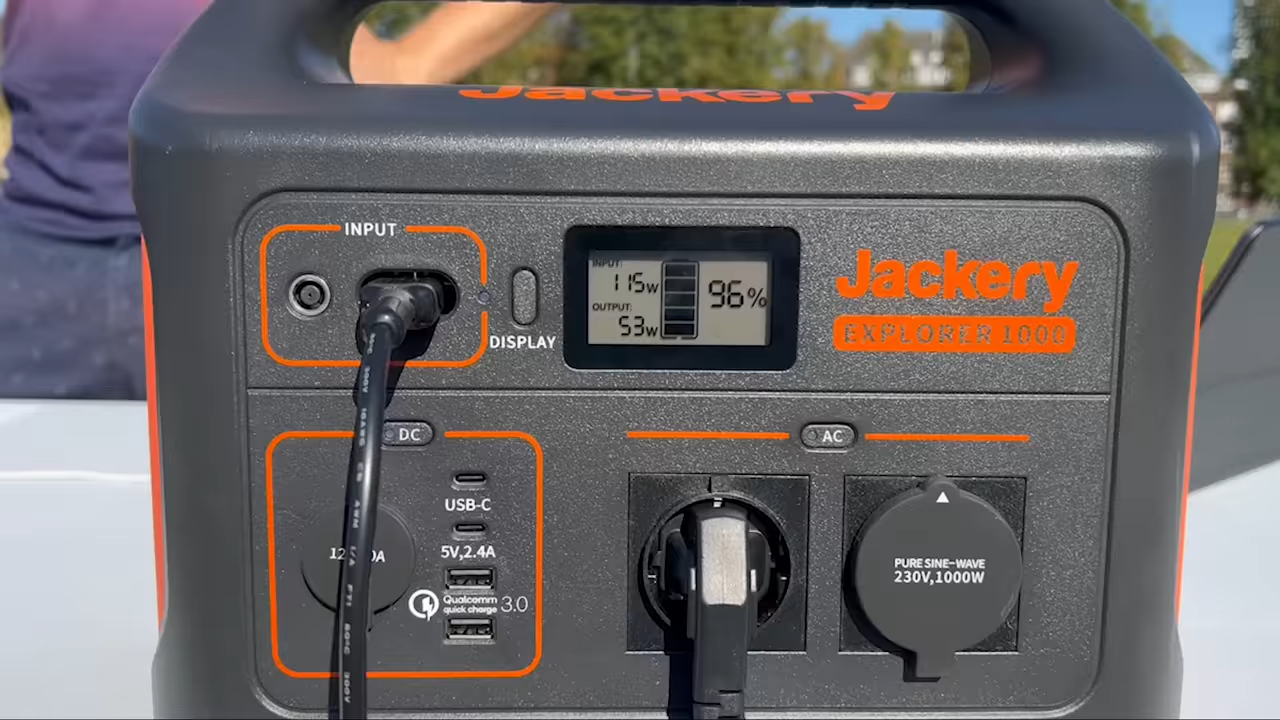 Jackery
INPUT
INPUT:
115W
OUTPUT:
53W
96%
DISPLAY
Jackery
EXPLORER 1000
DC
AC
USB-C
5V,2.4A
Qualcomm
quick charge 3.0
PURE SINE-WAVE
230V,1000W
300V